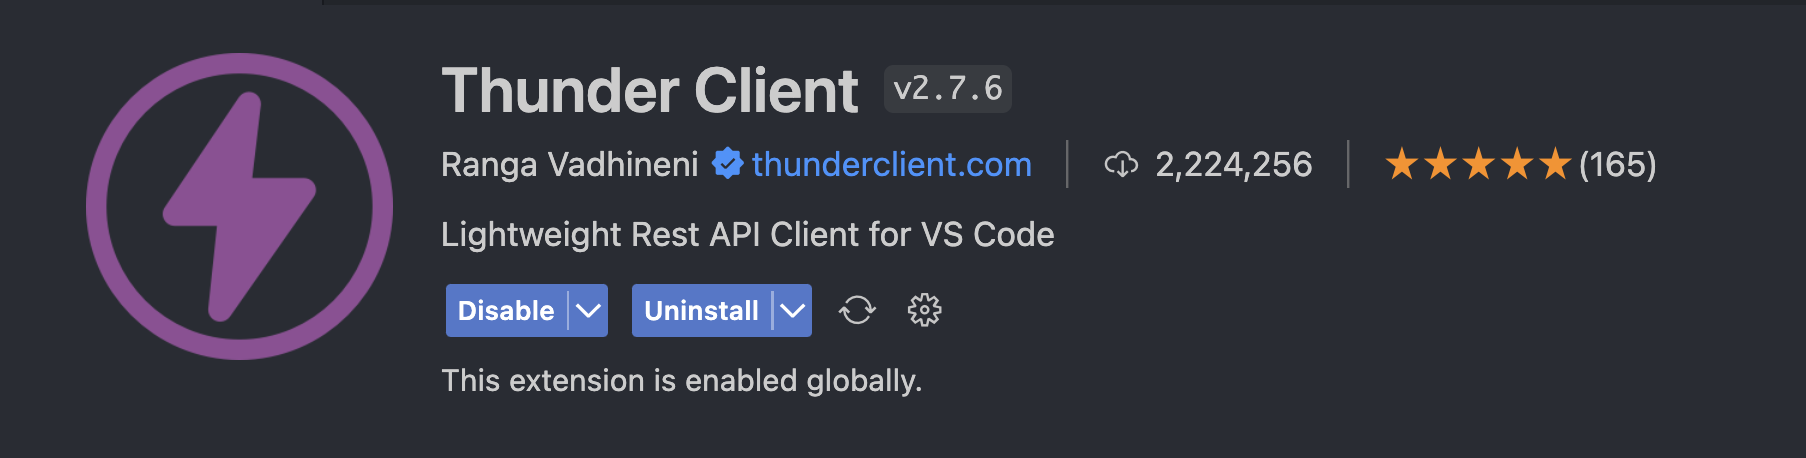 Thunder Client v2.7.6
Ranga Vadhineni thunderclient.com 2,224,256 (165)
Lightweight Rest API Client for VS Code
Disable Uninstall
This extension is enabled globally.